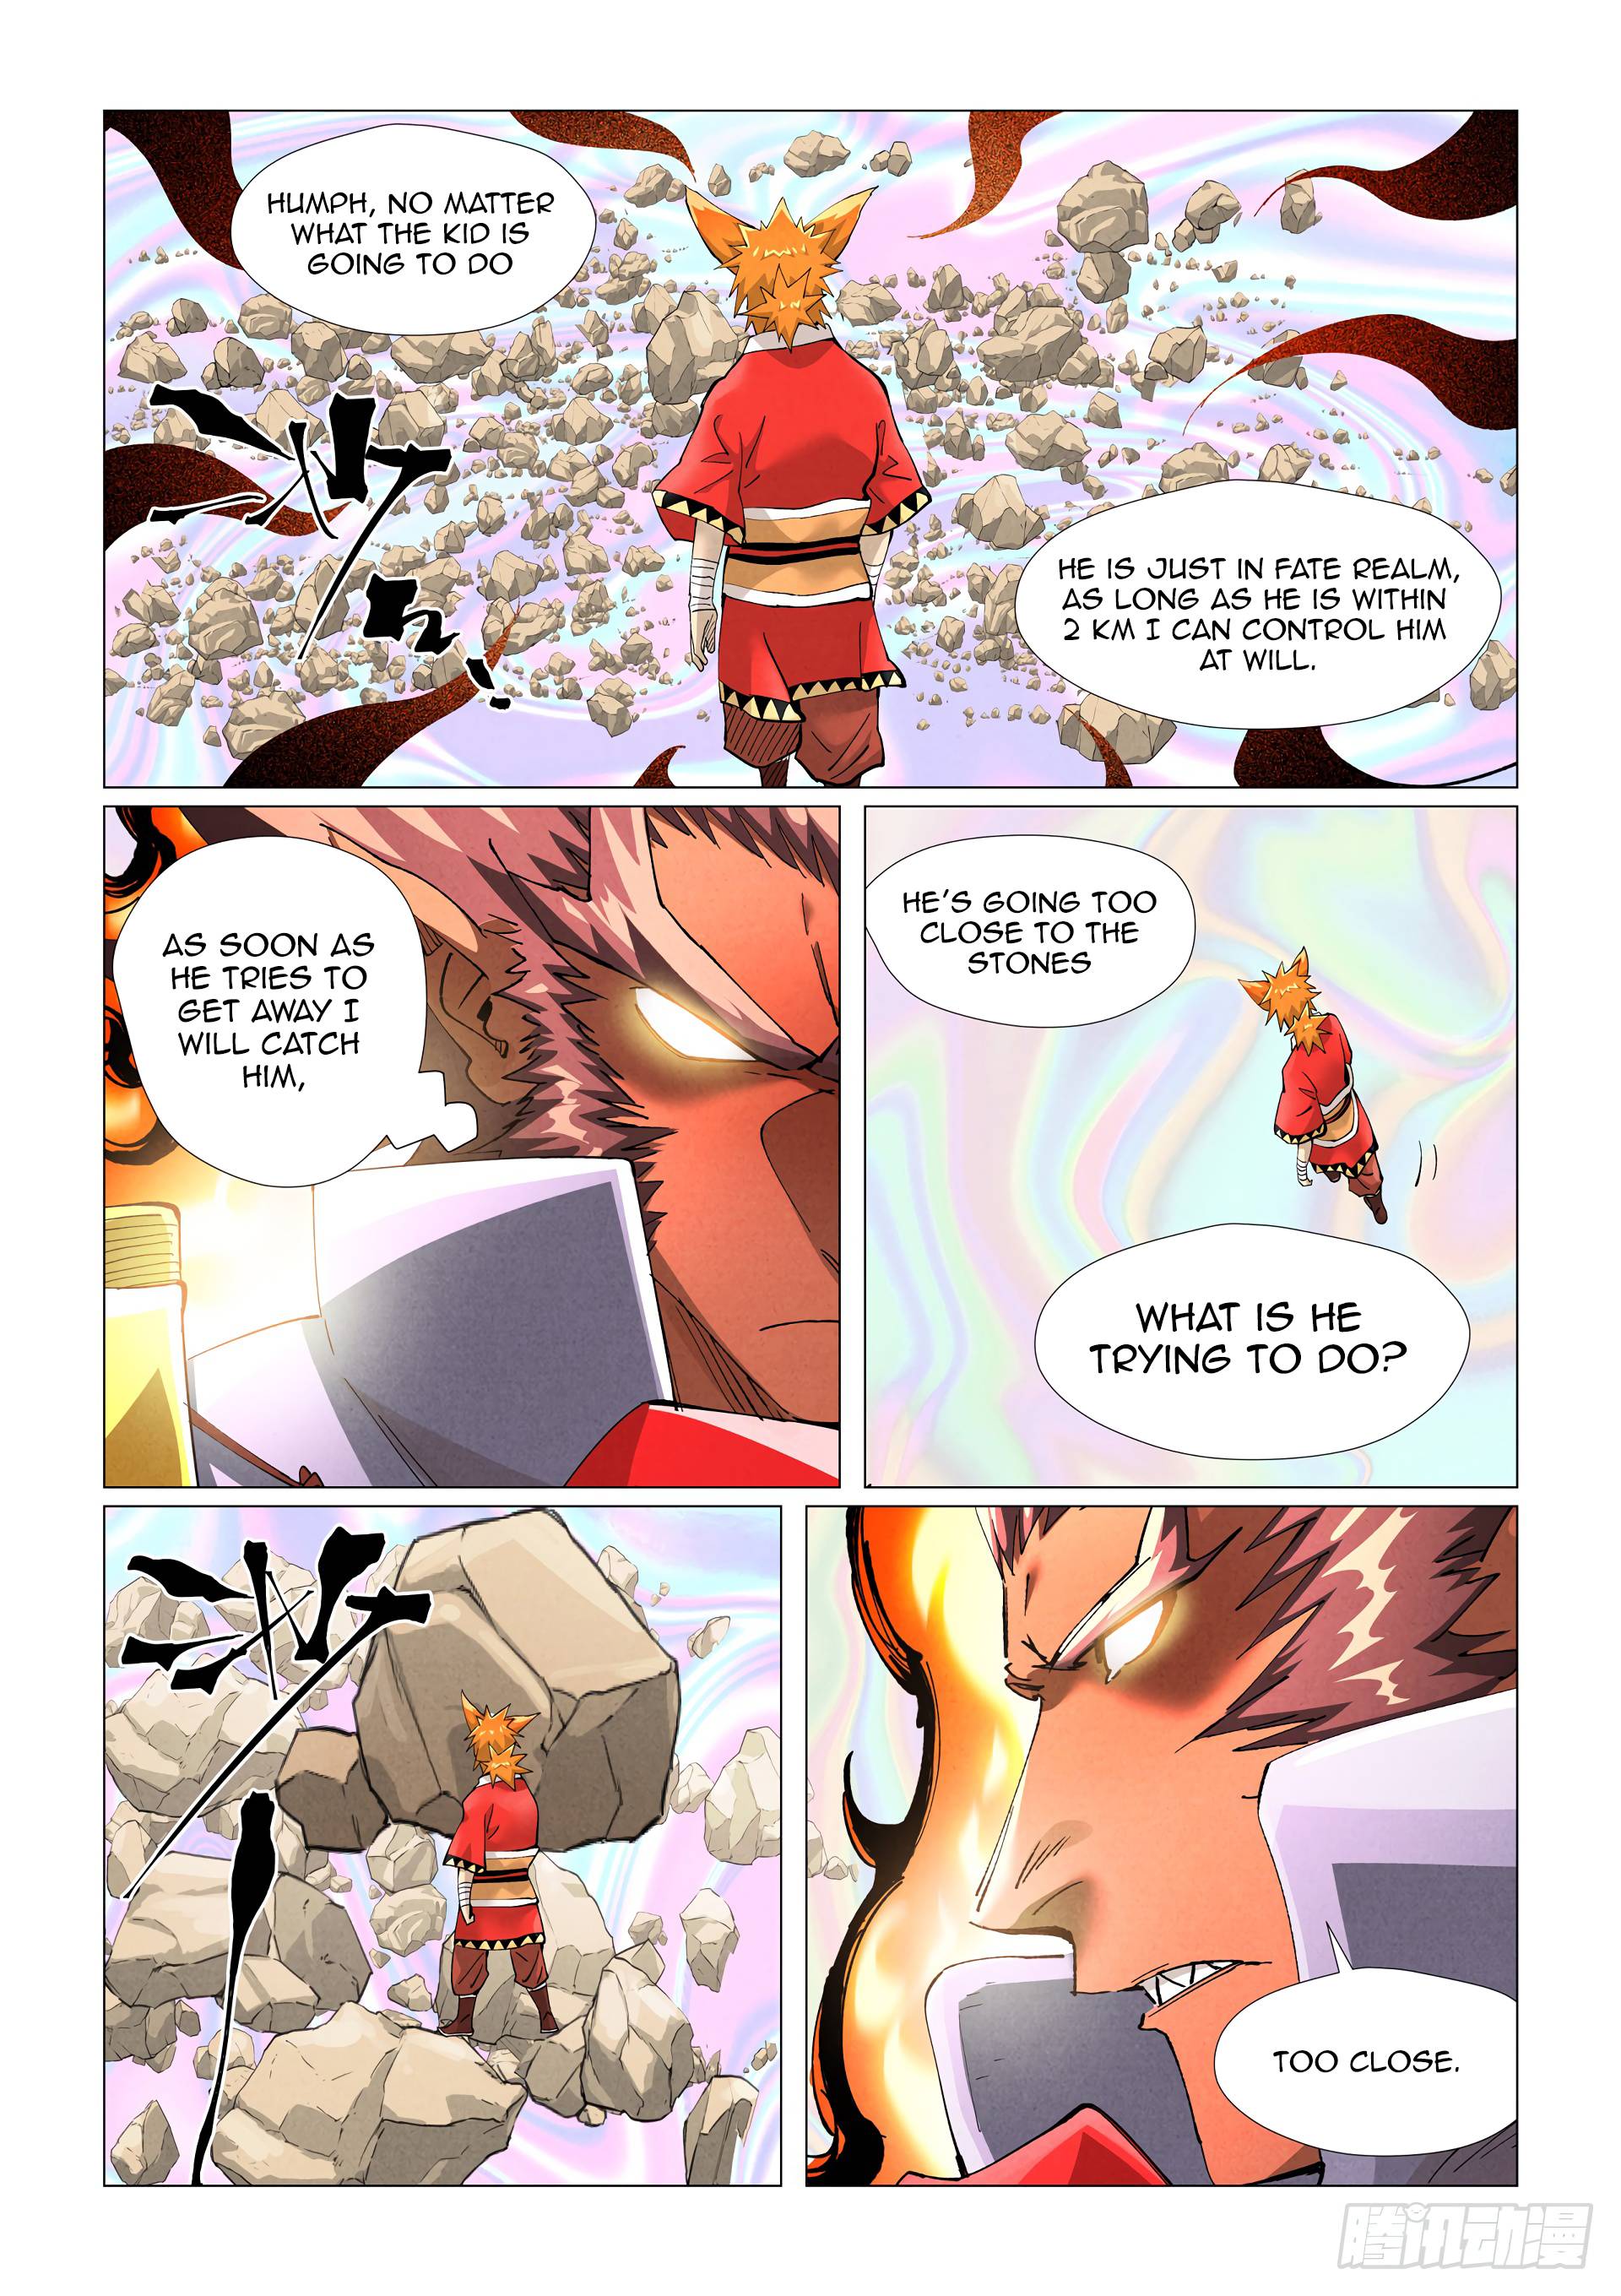 HUMPH, NO MATTER
WHAT THE KID IS
GOING TO DO
HE IS JUST IN FATE REALM,
AS LONG AS HE IS WITHIN
2 KM I CAN CONTROL HIM
AT WILL.
AS SOON AS
HE TRIES TO
GET AWAY I
WILL CATCH
HIM,
HE'S GOING TOO
CLOSE TO THE
STONES
WHAT IS HE
TRYING TO DO?
TOO CLOSE.
腾讯动漫